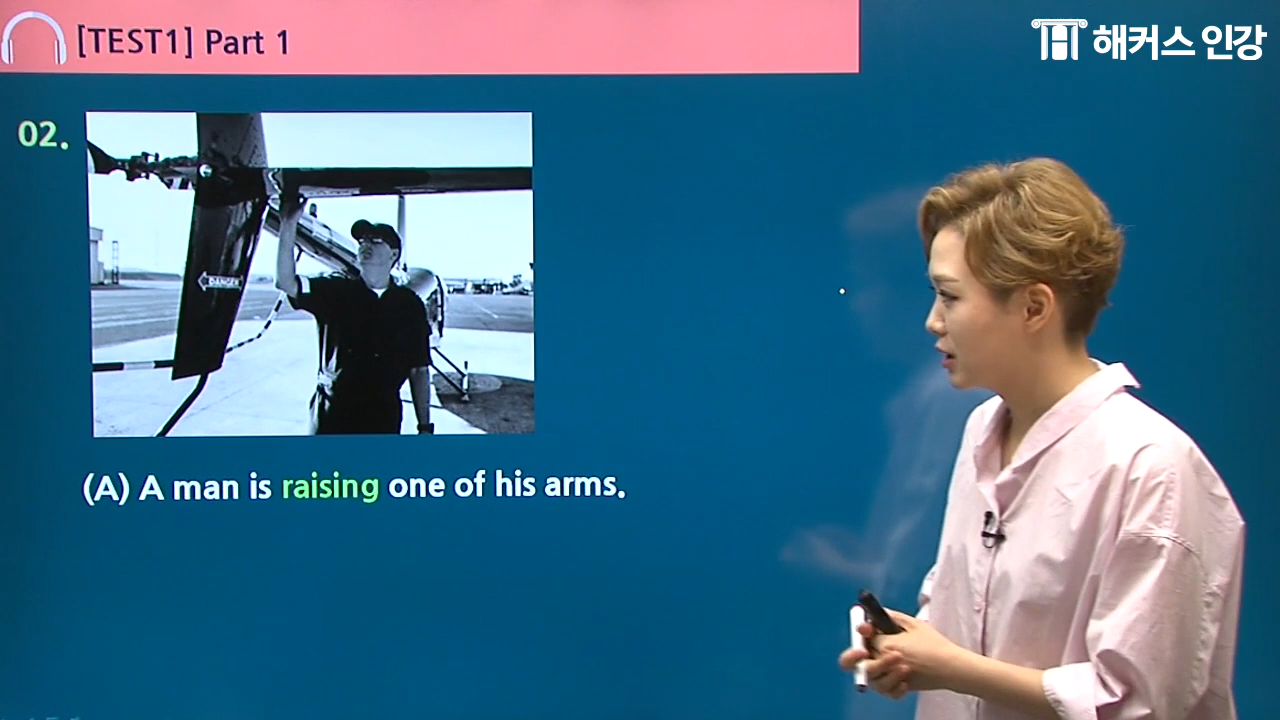 [TEST1] Part 1
해커스 인강
02.
DANGER
(A) A man is raising one of his arms.